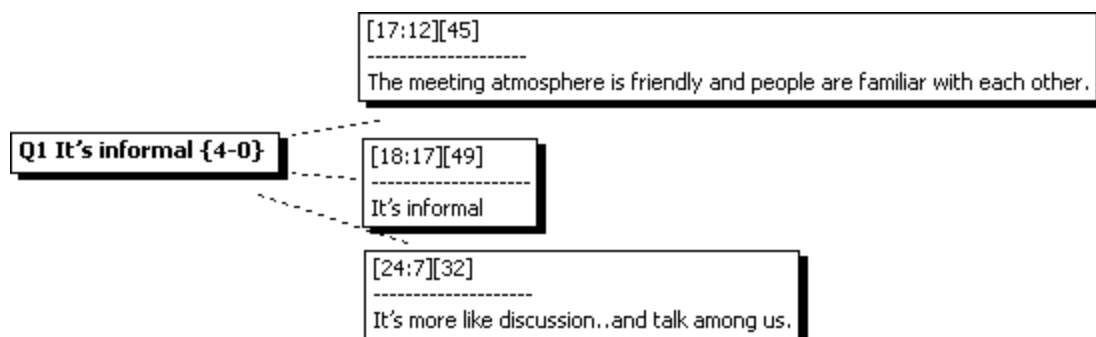 [17:12][45]
--------------------
The meeting atmosphere is friendly and people are familiar with each other.
Q1 It's informal {4-0}
[18:17][49]
--------------------
It's informal
[24:7][32]
--------------------
It's more like discussion..and talk among us.